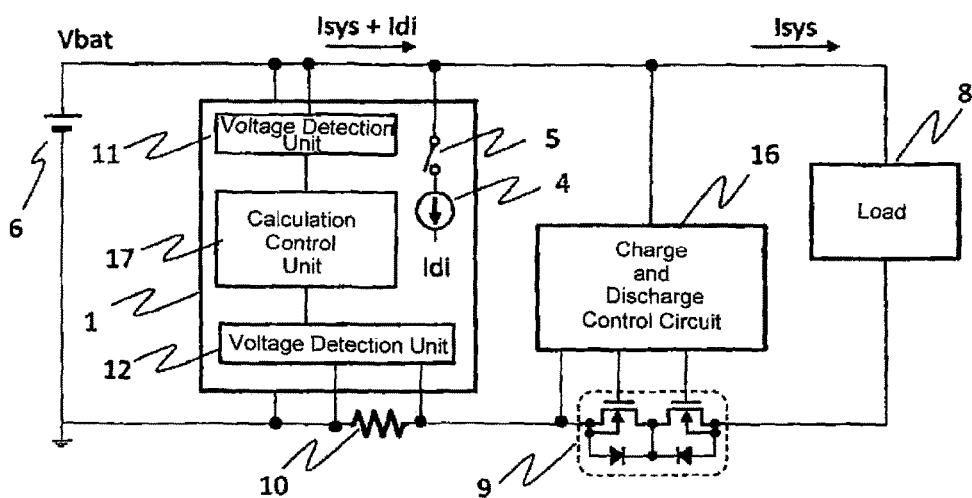 Isys + Idi
Isys
Vbat
8
Voltage Detection
Unit
11
5
16
4
6
Load
Calculation
Control
Unit
Charge
and
Discharge
Control Circuit
17
Idi
1
Voltage Detection Unit
12
10
9